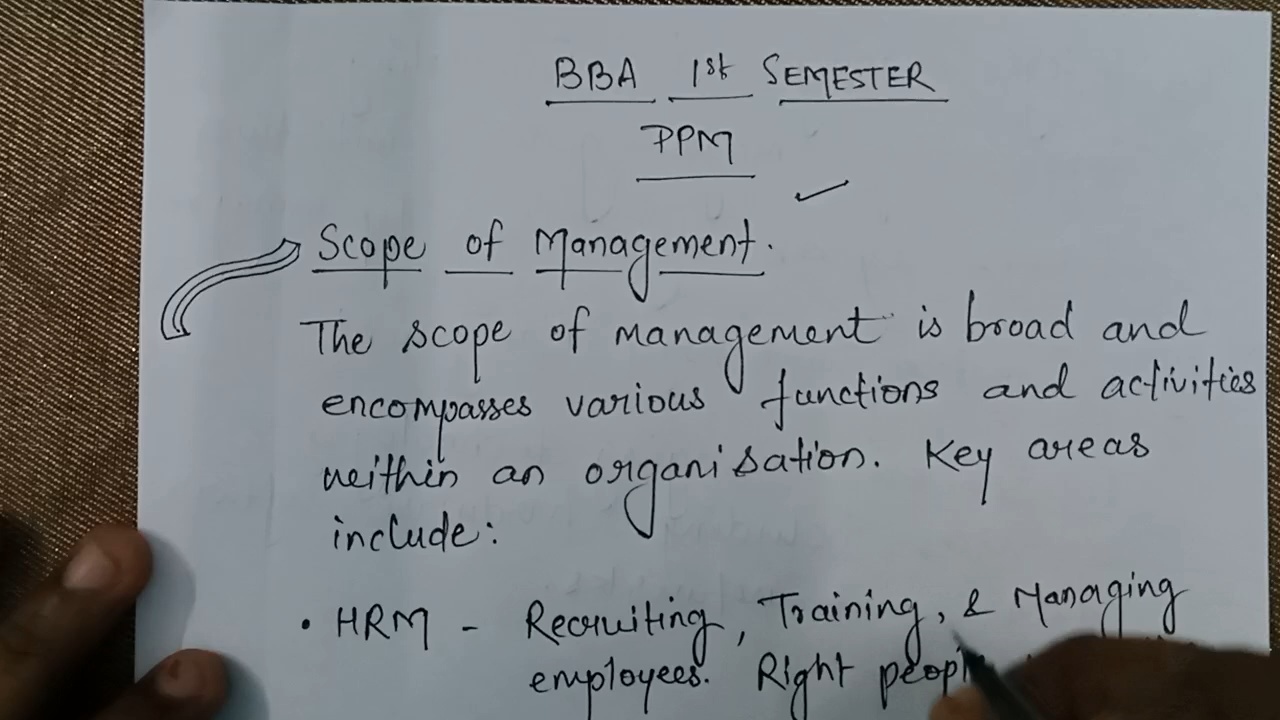 BBA 1st SEMESTER
PPM
Scope of Management.
The scope of management is broad and
encompasses various functions and activities
within an organisation. Key areas
include:
• HRM - Recruiting, Training, & Managing
employees. Right peopl